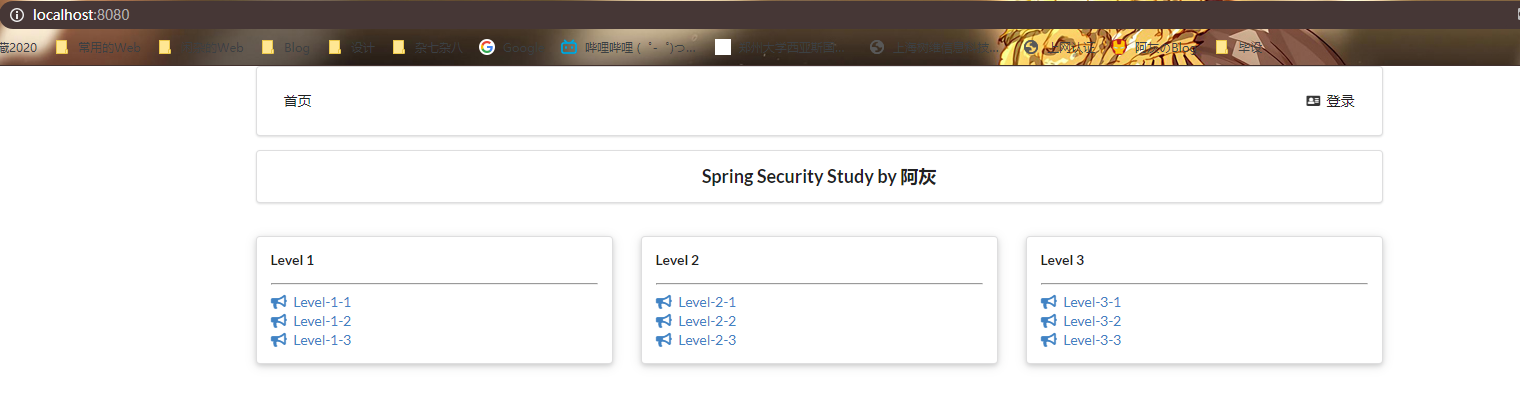 localhost:8080
藏2020 常用的Web 的Web Blog 设计 杂七杂八 Google 哔哩哔哩 ( ゜- ゜)つ... 上网认证 阿灰のBlog 毕设
首页 登录
Spring Security Study by 阿灰
Level 1
Level-1-1
Level-1-2
Level-1-3
Level 2
Level-2-1
Level-2-2
Level-2-3
Level 3
Level-3-1
Level-3-2
Level-3-3